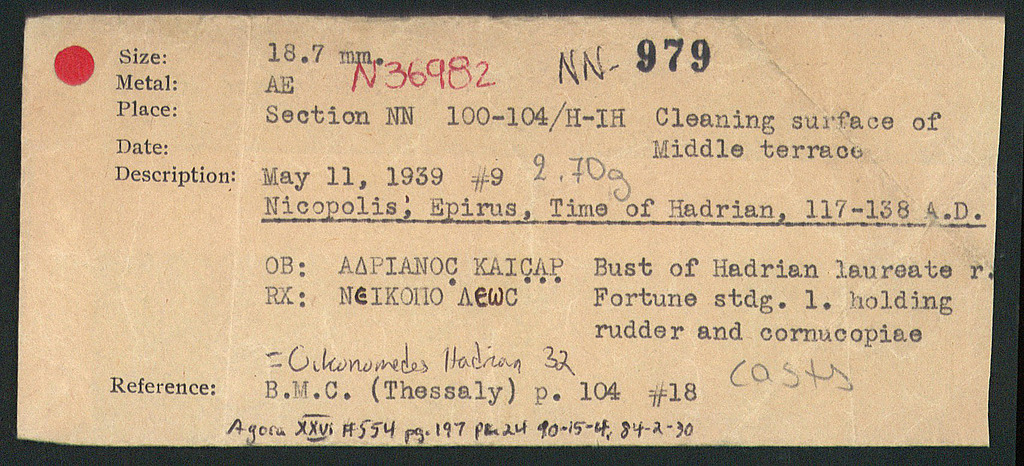 Size: 18.7 mm. N36982 NN- 979
Metal: AE
Place: Section NN 100-104/H-IH Cleaning surface of
Middle terrace
Date:
Description: May 11, 1939 #9 2.70g
Nicopolis, Epirus, Time of Hadrian, 117-138 A.D.
OB: ΑΔΡΙΑΝΟϹ ΚΑΙϹΑΡ Bust of Hadrian laureate r.
RX: ΝЄΙΚΟΠΟ ΛЄωϹ Fortune stdg. l. holding
rudder and cornucopiae
= Oikonomedes Hadrian 32 casts
Reference: B.M.C. (Thessaly) p. 104 #18
Agora XXVI #554 pg. 197 pl. 24 90-15-4, 84-2-30